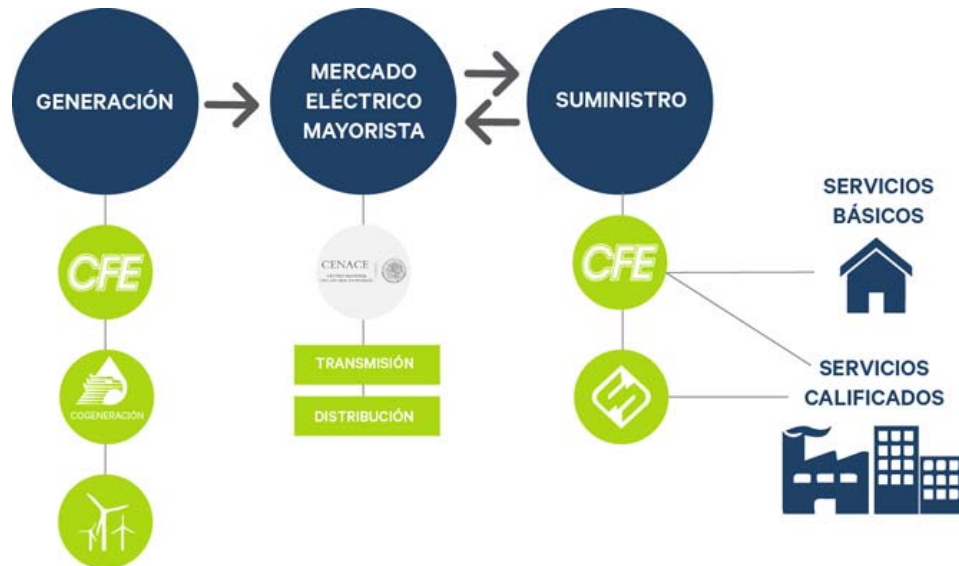 GENERACIÓN
MERCADO
ELÉCTRICO
MAYORISTA
SUMINISTRO
CFE
COGENERACIÓN
CENACE
TRANSMISIÓN
DISTRIBUCIÓN
CFE
SERVICIOS
BÁSICOS
SERVICIOS
CALIFICADOS